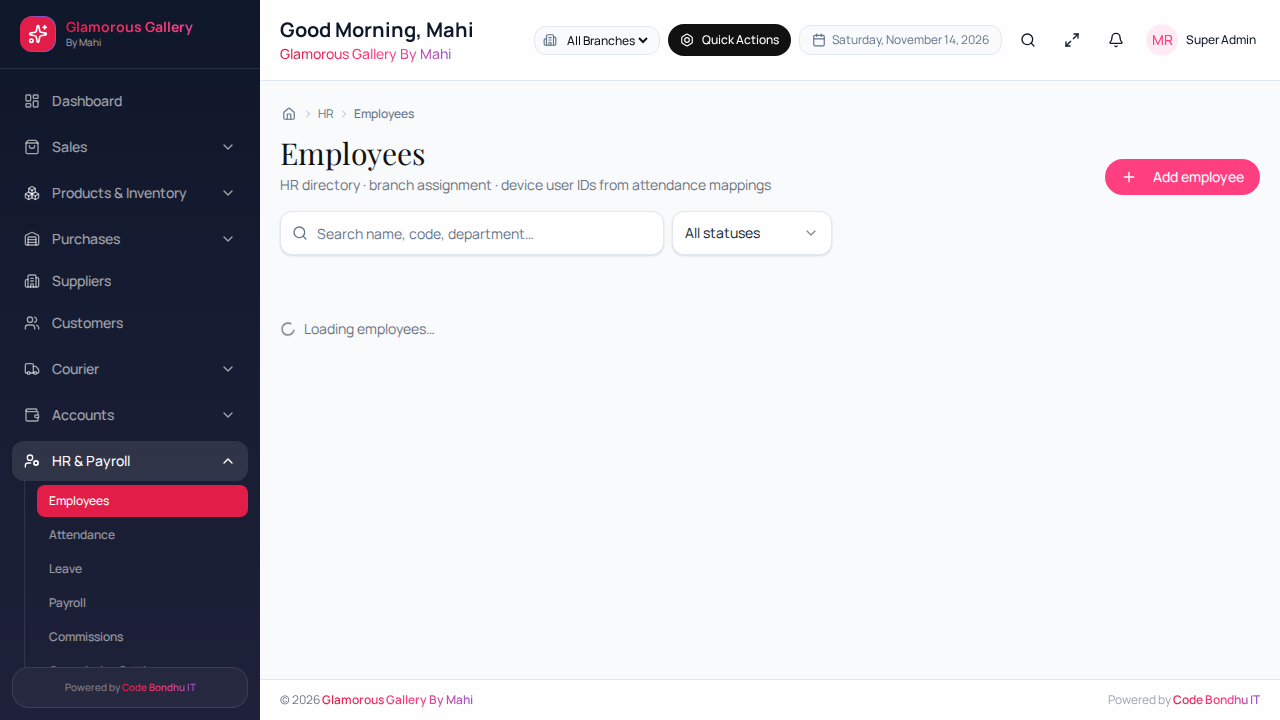 Glamorous Gallery
By Mahi
Dashboard
Sales
Products & Inventory
Purchases
Suppliers
Customers
Courier
Accounts
HR & Payroll
Employees
Attendance
Leave
Payroll
Commissions
Powered by Code Bondhu IT
Good Morning, Mahi
Glamorous Gallery By Mahi
All Branches
Quick Actions
Saturday, November 14, 2026
MR
Super Admin
HR
Employees
Employees
HR directory · branch assignment · device user IDs from attendance mappings
Add employee
Search name, code, department...
All statuses
Loading employees...
© 2026 Glamorous Gallery By Mahi
Powered by Code Bondhu IT